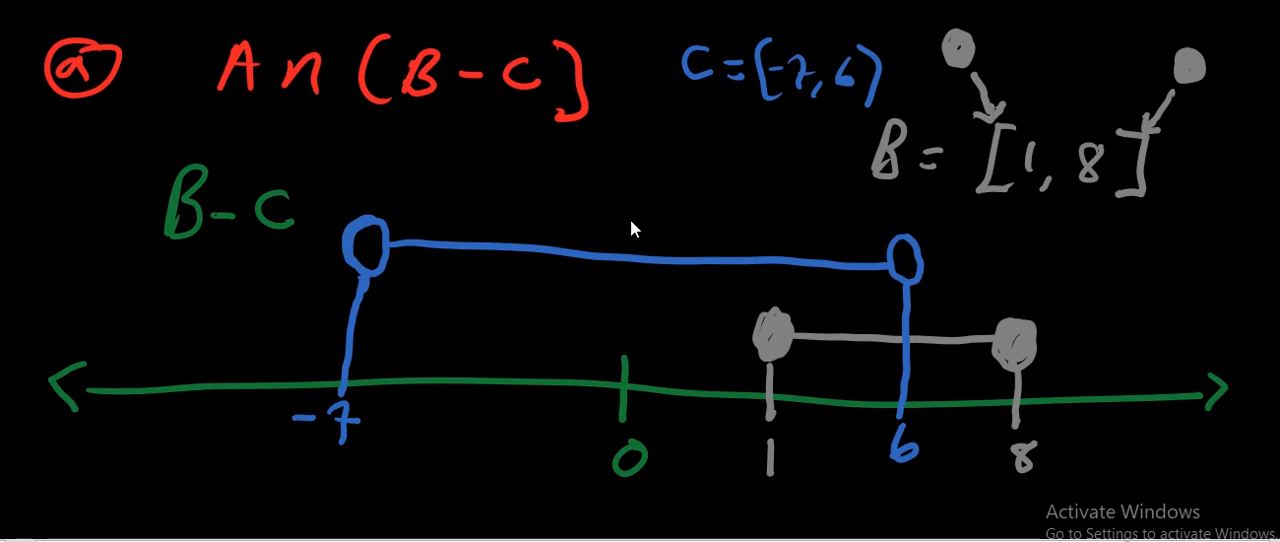 a A ∩ (B - C] C = (-7, 6)
B = [1, 8]
B - C
-7 0 1 6 8
Activate Windows
Go to Settings to activate Windows.